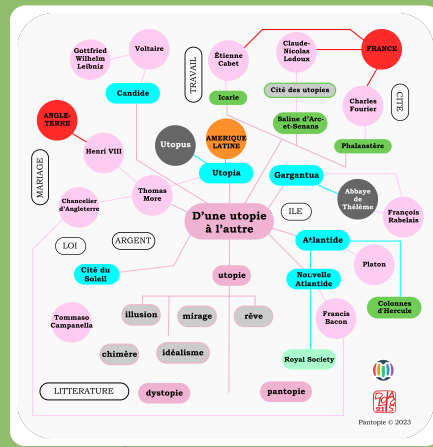 Gottfried
Wilhelm
Leibniz
Voltaire
Étienne
Cabet
Claude-
Nicolas
Ledoux
FRANCE
TRAVAIL
Candide
Icarie
Cité des utopies
CITE
Charles
Fourier
ANGLE-
TERRE
Utopus
AMERIQUE
LATINE
Saline d'Arc-
et-Senans
Phalanstère
Henri VIII
MARIAGE
Utopia
Gargantua
Thomas
More
Abbaye
de
Thélème
Chancelier
d'Angleterre
François
Rabelais
D'une utopie
à l'autre
ILE
LOI
ARGENT
Atlantide
Cité du
Soleil
utopie
Nouvelle
Atlantide
Platon
Tommaso
Campanella
illusion
mirage
rêve
Francis
Bacon
Colonnes
d'Hercule
chimère
idéalisme
Royal Society
LITTERATURE
dystopie
pantopie
Pantopie © 2023